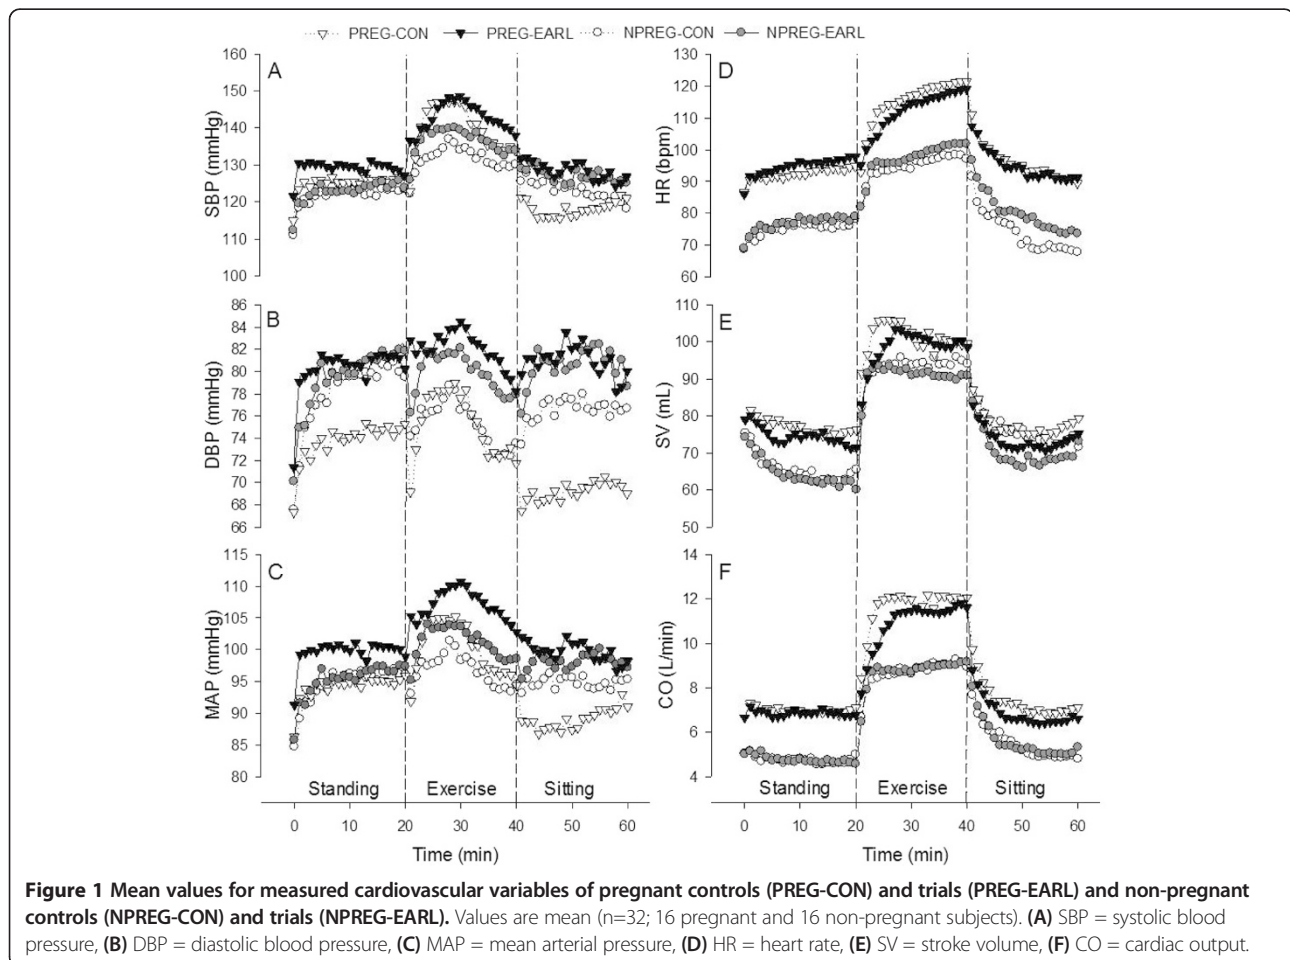 PREG-CON PREG-EARL NPREG-CON NPREG-EARL
A
SBP (mmHg)
160
150
140
130
120
110
100
D
HR (bpm)
130
120
110
100
90
80
70
60
B
DBP (mmHg)
86
84
82
80
78
76
74
72
70
68
66
E
SV (mL)
110
100
90
80
70
60
50
C
MAP (mmHg)
115
110
105
100
95
90
85
80
Standing Exercise Sitting
0 10 20 30 40 50 60
Time (min)
F
CO (L/min)
14
12
10
8
6
4
Standing Exercise Sitting
0 10 20 30 40 50 60
Time (min)
Figure 1 Mean values for measured cardiovascular variables of pregnant controls (PREG-CON) and trials (PREG-EARL) and non-pregnant
controls (NPREG-CON) and trials (NPREG-EARL). Values are mean (n=32; 16 pregnant and 16 non-pregnant subjects). (A) SBP = systolic blood
pressure, (B) DBP = diastolic blood pressure, (C) MAP = mean arterial pressure, (D) HR = heart rate, (E) SV = stroke volume, (F) CO = cardiac output.